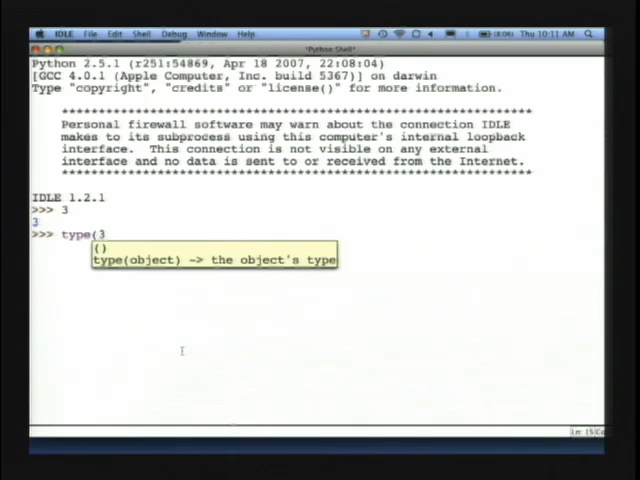 IDLE File Edit Shell Debug Window Help (8:06) Thu 10:11 AM
*Python Shell*
Python 2.5.1 (r251:54869, Apr 18 2007, 22:08:04)
[GCC 4.0.1 (Apple Computer, Inc. build 5367)] on darwin
Type "copyright", "credits" or "license()" for more information.
****************************************************************
Personal firewall software may warn about the connection IDLE
makes to its subprocess using this computer's internal loopback
interface.  This connection is not visible on any external
interface and no data is sent to or received from the Internet.
****************************************************************
IDLE 1.2.1
>>> 3
3
>>> type(3
()
type(object) -> the object's type